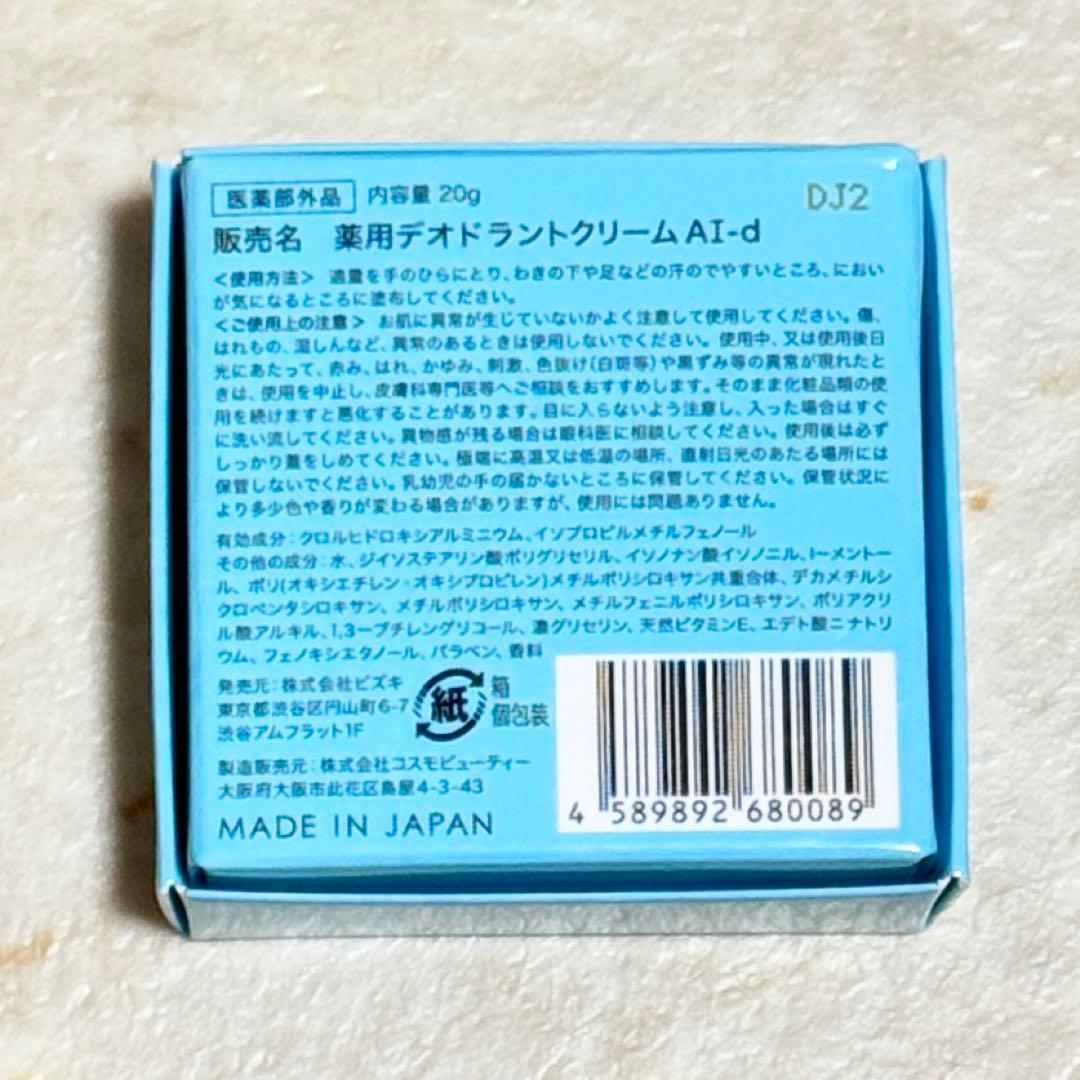 医薬部外品 内容量 20g DJ2
販売名 薬用デオドラントクリームAI-d
<使用方法> 適量を手のひらにとり、わきの下や足などの汗のでやすいところ、におい
が気になるところに塗布してください。
<ご使用上の注意> お肌に異常が生じていないかよく注意して使用してください。傷、
はれもの、湿しんなど、異常のあるときは使用しないでください。使用中、又は使用後日
光にあたって、赤み、はれ、かゆみ、刺激、色抜け(白斑等)や黒ずみ等の異常が現れたと
きは、使用を中止し、皮膚科専門医等へご相談をおすすめします。そのまま化粧品類の使
用を続けますと悪化することがあります。目に入らないよう注意し、入った場合はすぐ
に洗い流してください。異物感が残る場合は眼科医に相談してください。使用後は必ず
しっかり蓋をしめてください。極端に高温又は低温の場所、直射日光のあたる場所には
保管しないでください。乳幼児の手の届かないところに保管してください。保管状況に
より多少色や香りが変わる場合がありますが、使用には問題ありません。
有効成分:クロルヒドロキシアルミニウム、イソプロピルメチルフェノール
その他の成分:水、ジイソステアリン酸ポリグリセリル、イソノナン酸イソノニル、l-メントー
ル、ポリ(オキシエチレン・オキシプロピレン)メチルポリシロキサン共重合体、デカメチルシ
クロペンタシロキサン、メチルポリシロキサン、メチルフェニルポリシロキサン、ポリアクリ
ル酸アルキル、1,3-ブチレングリコール、濃グリセリン、天然ビタミンE、エデト酸ニナトリ
ウム、フェノキシエタノール、パラベン、香料
発売元:株式会社ビズキ
東京都渋谷区円山町6-7
渋谷アムフラット1F
紙 箱
個包装
製造販売元:株式会社コスモビューティー
大阪府大阪市此花区島屋4-3-43
MADE IN JAPAN
4 589892 680089